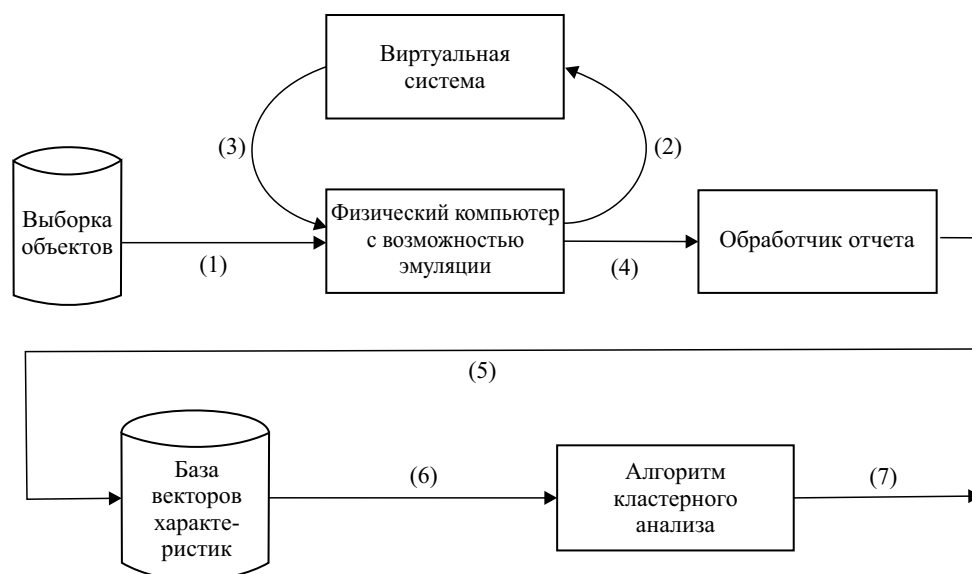 Виртуальная
система
(3)
(2)
Выборка
объектов
(1)
Физический компьютер
с возможностью
эмуляции
(4)
Обработчик отчета
(5)
База
векторов
характе-
ристик
(6)
Алгоритм
кластерного
анализа
(7)